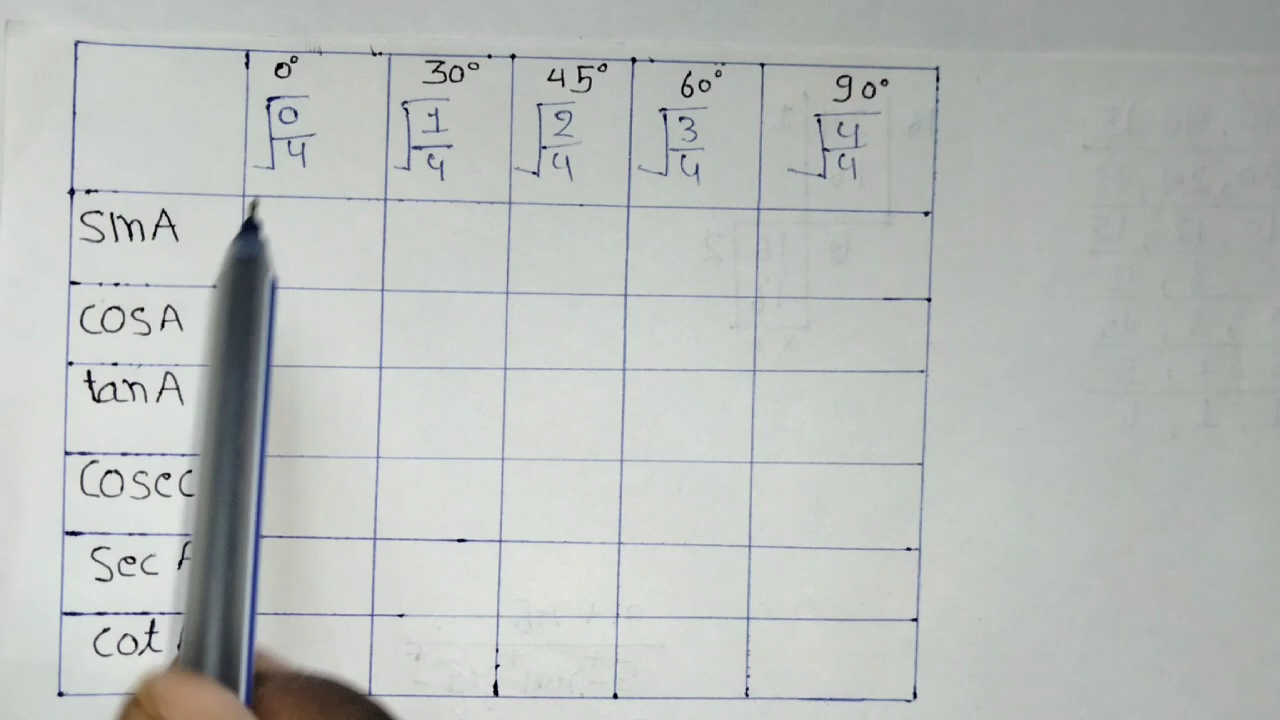 0° 30° 45° 60° 90°
√0/4 √1/4 √2/4 √3/4 √4/4
SinA
COSA
tanA
Cosec
Sec A
Cot